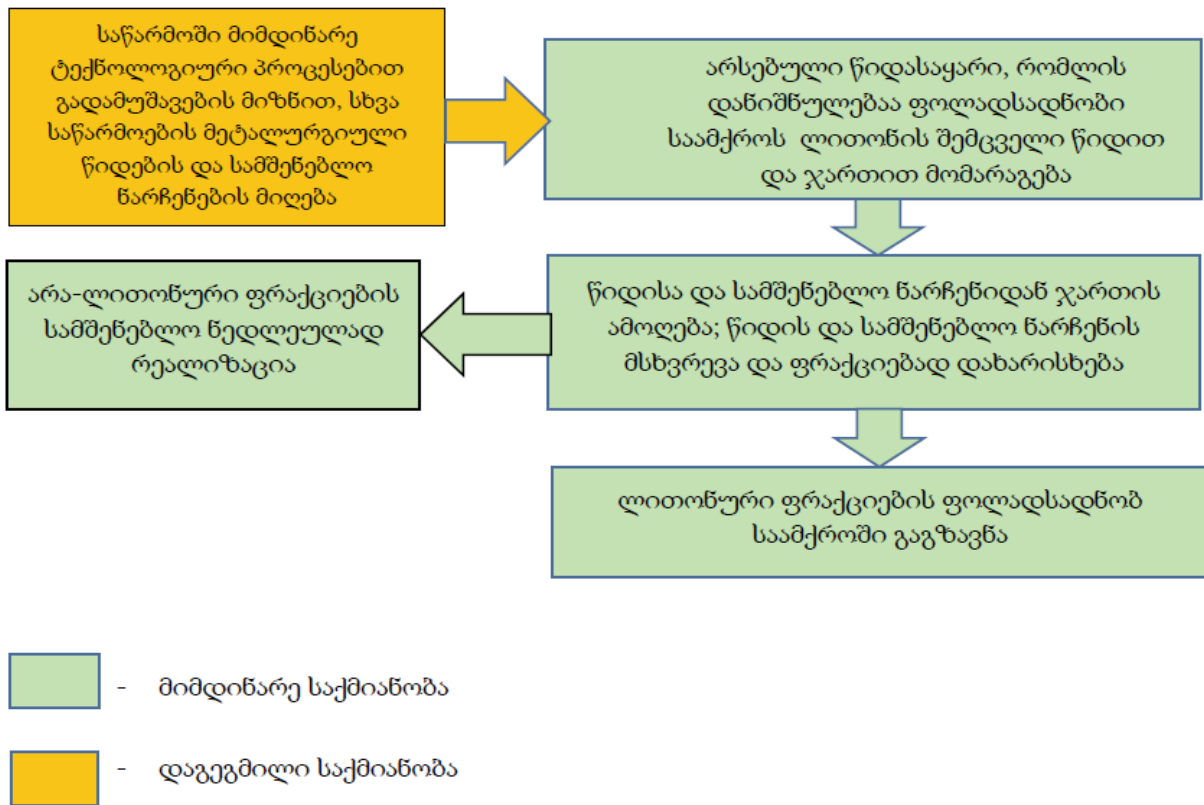 საწარმოში მიმდინარე
ტექნოლოგიური პროცესებით
გადამუშავების მიზნით, სხვა
საწარმოების მეტალურგიული
წიდების და სამშენებლო
ნარჩენების მიღება
არსებული წიდასაყარი, რომლის
დანიშნულებაა ფოლადსადნობი
საამქროს ლითონის შემცველი წიდით
და ჯართით მომარაგება
წიდისა და სამშენებლო ნარჩენიდან ჯართის
ამოღება; წიდის და სამშენებლო ნარჩენის
მსხვრევა და ფრაქციებად დახარისხება
არა-ლითონური ფრაქციების
სამშენებლო ნედლეულად
რეალიზაცია
ლითონური ფრაქციების ფოლადსადნობ
საამქროში გაგზავნა
- მიმდინარე საქმიანობა
- დაგეგმილი საქმიანობა